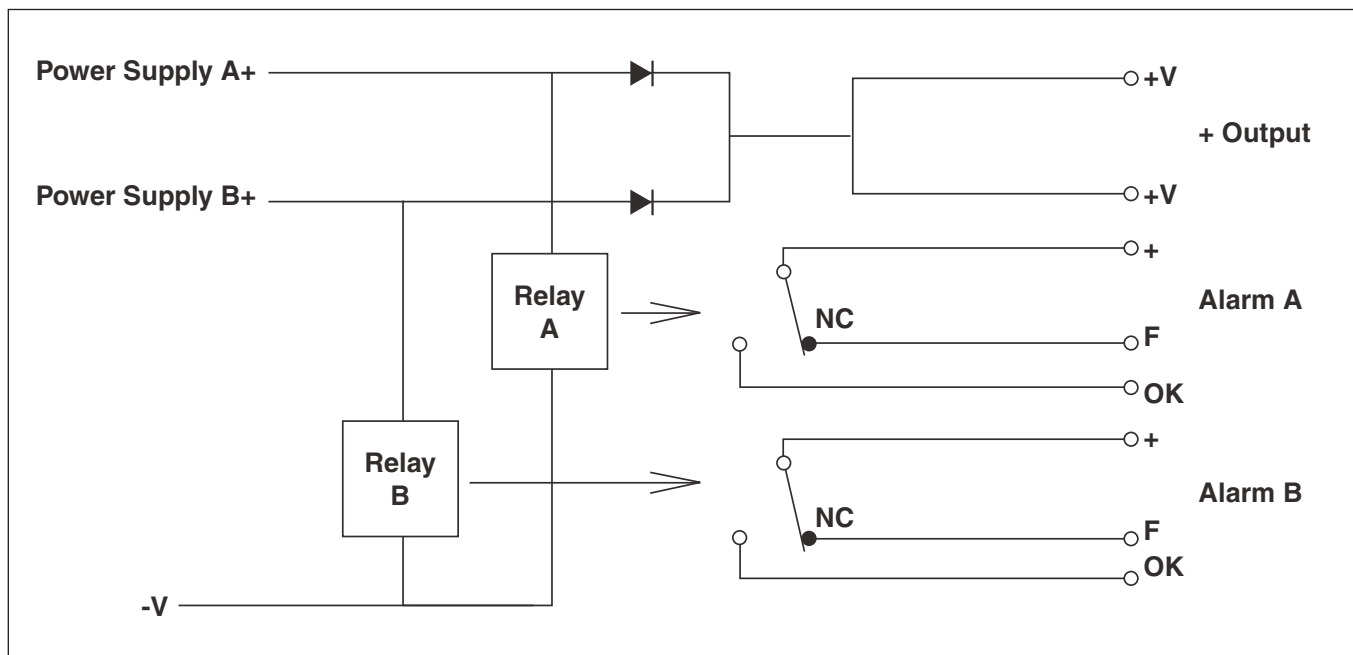 Power Supply A+
+V
+ Output
Power Supply B+
+V
+
Relay
A
NC
Alarm A
F
OK
+
Relay
B
NC
Alarm B
F
OK
-V